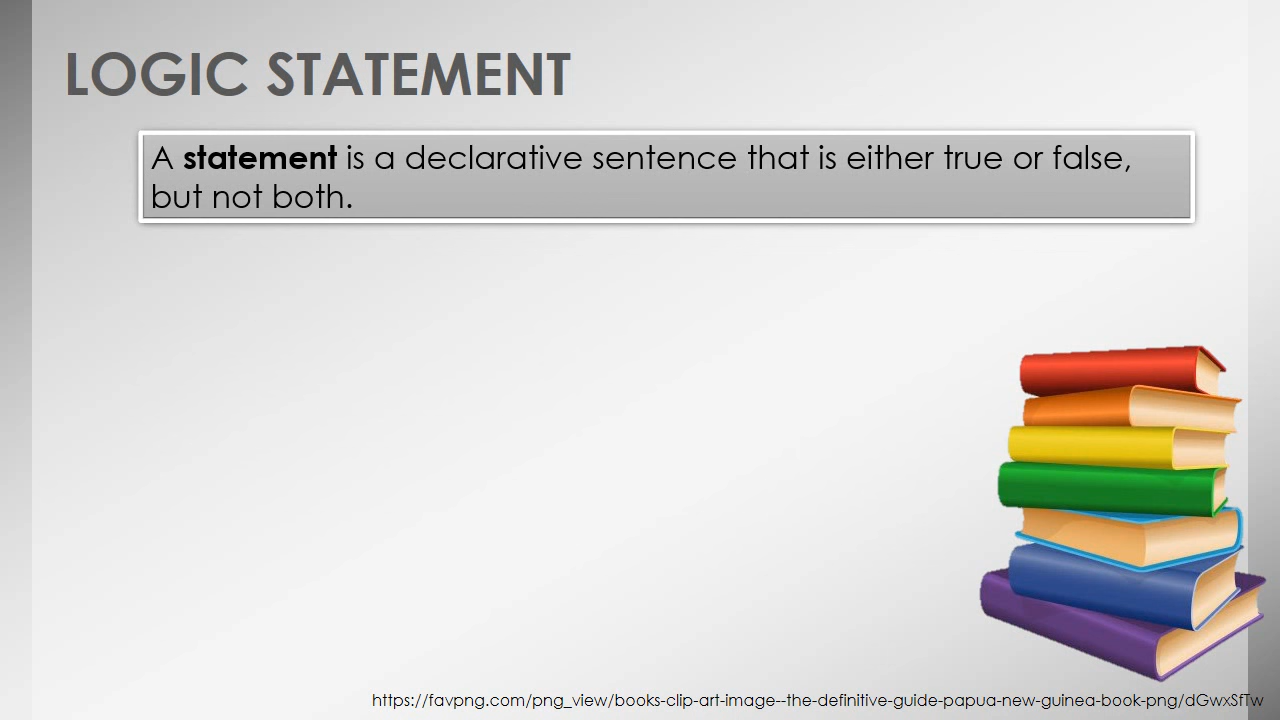 LOGIC STATEMENT
A statement is a declarative sentence that is either true or false,
but not both.
https://favpng.com/png_view/books-clip-art-image--the-definitive-guide-papua-new-guinea-book-png/dGwxSfTw